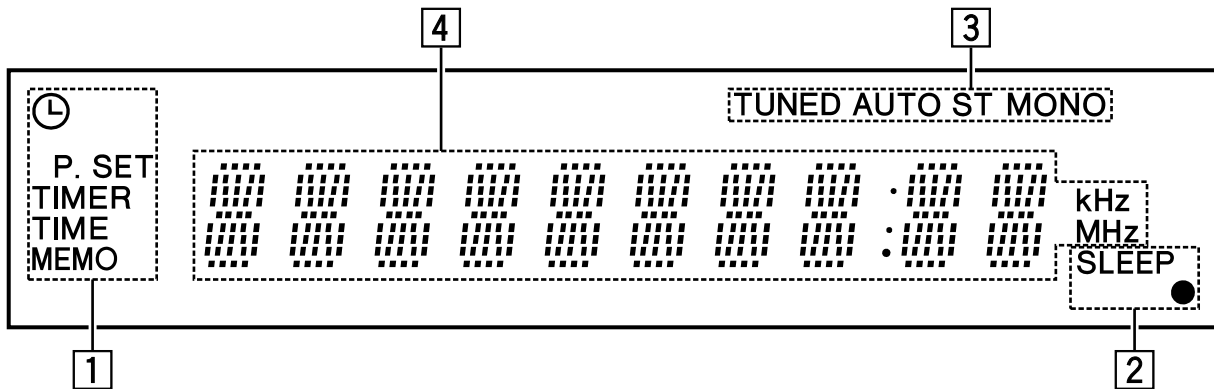 4
3
TUNED AUTO ST MONO
P. SET
TIMER
TIME
MEMO
kHz
MHz
SLEEP
1
2